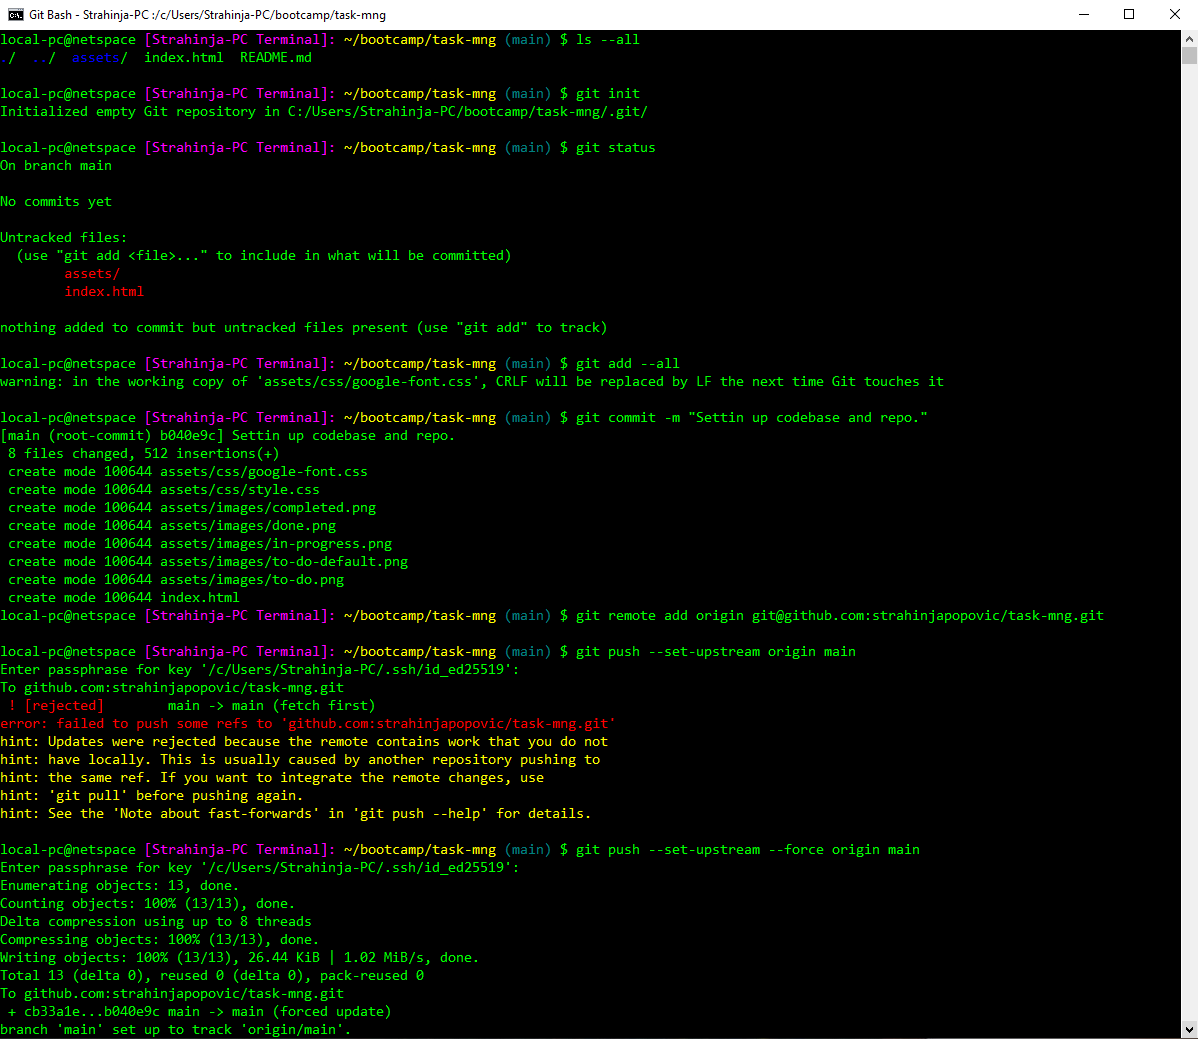 Git Bash - Strahinja-PC :/c/Users/Strahinja-PC/bootcamp/task-mng
local-pc@netspace [Strahinja-PC Terminal]: ~/bootcamp/task-mng (main) $ ls --all
./  ../  assets/  index.html  README.md
local-pc@netspace [Strahinja-PC Terminal]: ~/bootcamp/task-mng (main) $ git init
Initialized empty Git repository in C:/Users/Strahinja-PC/bootcamp/task-mng/.git/
local-pc@netspace [Strahinja-PC Terminal]: ~/bootcamp/task-mng (main) $ git status
On branch main
No commits yet
Untracked files:
  (use "git add <file>..." to include in what will be committed)
        assets/
        index.html
nothing added to commit but untracked files present (use "git add" to track)
local-pc@netspace [Strahinja-PC Terminal]: ~/bootcamp/task-mng (main) $ git add --all
warning: in the working copy of 'assets/css/google-font.css', CRLF will be replaced by LF the next time Git touches it
local-pc@netspace [Strahinja-PC Terminal]: ~/bootcamp/task-mng (main) $ git commit -m "Settin up codebase and repo."
[main (root-commit) b040e9c] Settin up codebase and repo.
 8 files changed, 512 insertions(+)
 create mode 100644 assets/css/google-font.css
 create mode 100644 assets/css/style.css
 create mode 100644 assets/images/completed.png
 create mode 100644 assets/images/done.png
 create mode 100644 assets/images/in-progress.png
 create mode 100644 assets/images/to-do-default.png
 create mode 100644 assets/images/to-do.png
 create mode 100644 index.html
local-pc@netspace [Strahinja-PC Terminal]: ~/bootcamp/task-mng (main) $ git remote add origin git@github.com:strahinjapopovic/task-mng.git
local-pc@netspace [Strahinja-PC Terminal]: ~/bootcamp/task-mng (main) $ git push --set-upstream origin main
Enter passphrase for key '/c/Users/Strahinja-PC/.ssh/id_ed25519':
To github.com:strahinjapopovic/task-mng.git
 ! [rejected]        main -> main (fetch first)
error: failed to push some refs to 'github.com:strahinjapopovic/task-mng.git'
hint: Updates were rejected because the remote contains work that you do not
hint: have locally. This is usually caused by another repository pushing to
hint: the same ref. If you want to integrate the remote changes, use
hint: 'git pull' before pushing again.
hint: See the 'Note about fast-forwards' in 'git push --help' for details.
local-pc@netspace [Strahinja-PC Terminal]: ~/bootcamp/task-mng (main) $ git push --set-upstream --force origin main
Enter passphrase for key '/c/Users/Strahinja-PC/.ssh/id_ed25519':
Enumerating objects: 13, done.
Counting objects: 100% (13/13), done.
Delta compression using up to 8 threads
Compressing objects: 100% (13/13), done.
Writing objects: 100% (13/13), 26.44 KiB | 1.02 MiB/s, done.
Total 13 (delta 0), reused 0 (delta 0), pack-reused 0
To github.com:strahinjapopovic/task-mng.git
 + cb33a1e...b040e9c main -> main (forced update)
branch 'main' set up to track 'origin/main'.